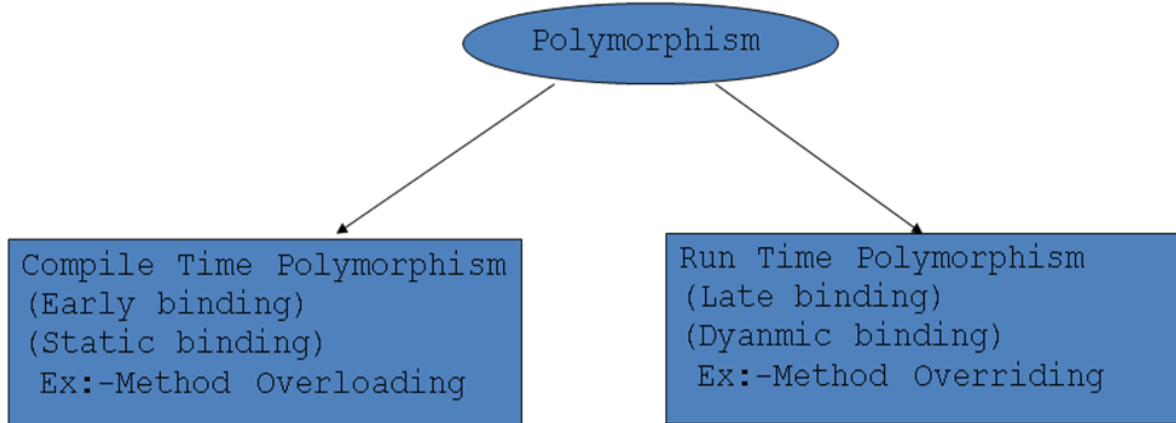 Polymorphism
Compile Time Polymorphism
(Early binding)
(Static binding)
Ex:-Method Overloading
Run Time Polymorphism
(Late binding)
(Dyanmic binding)
Ex:-Method Overriding